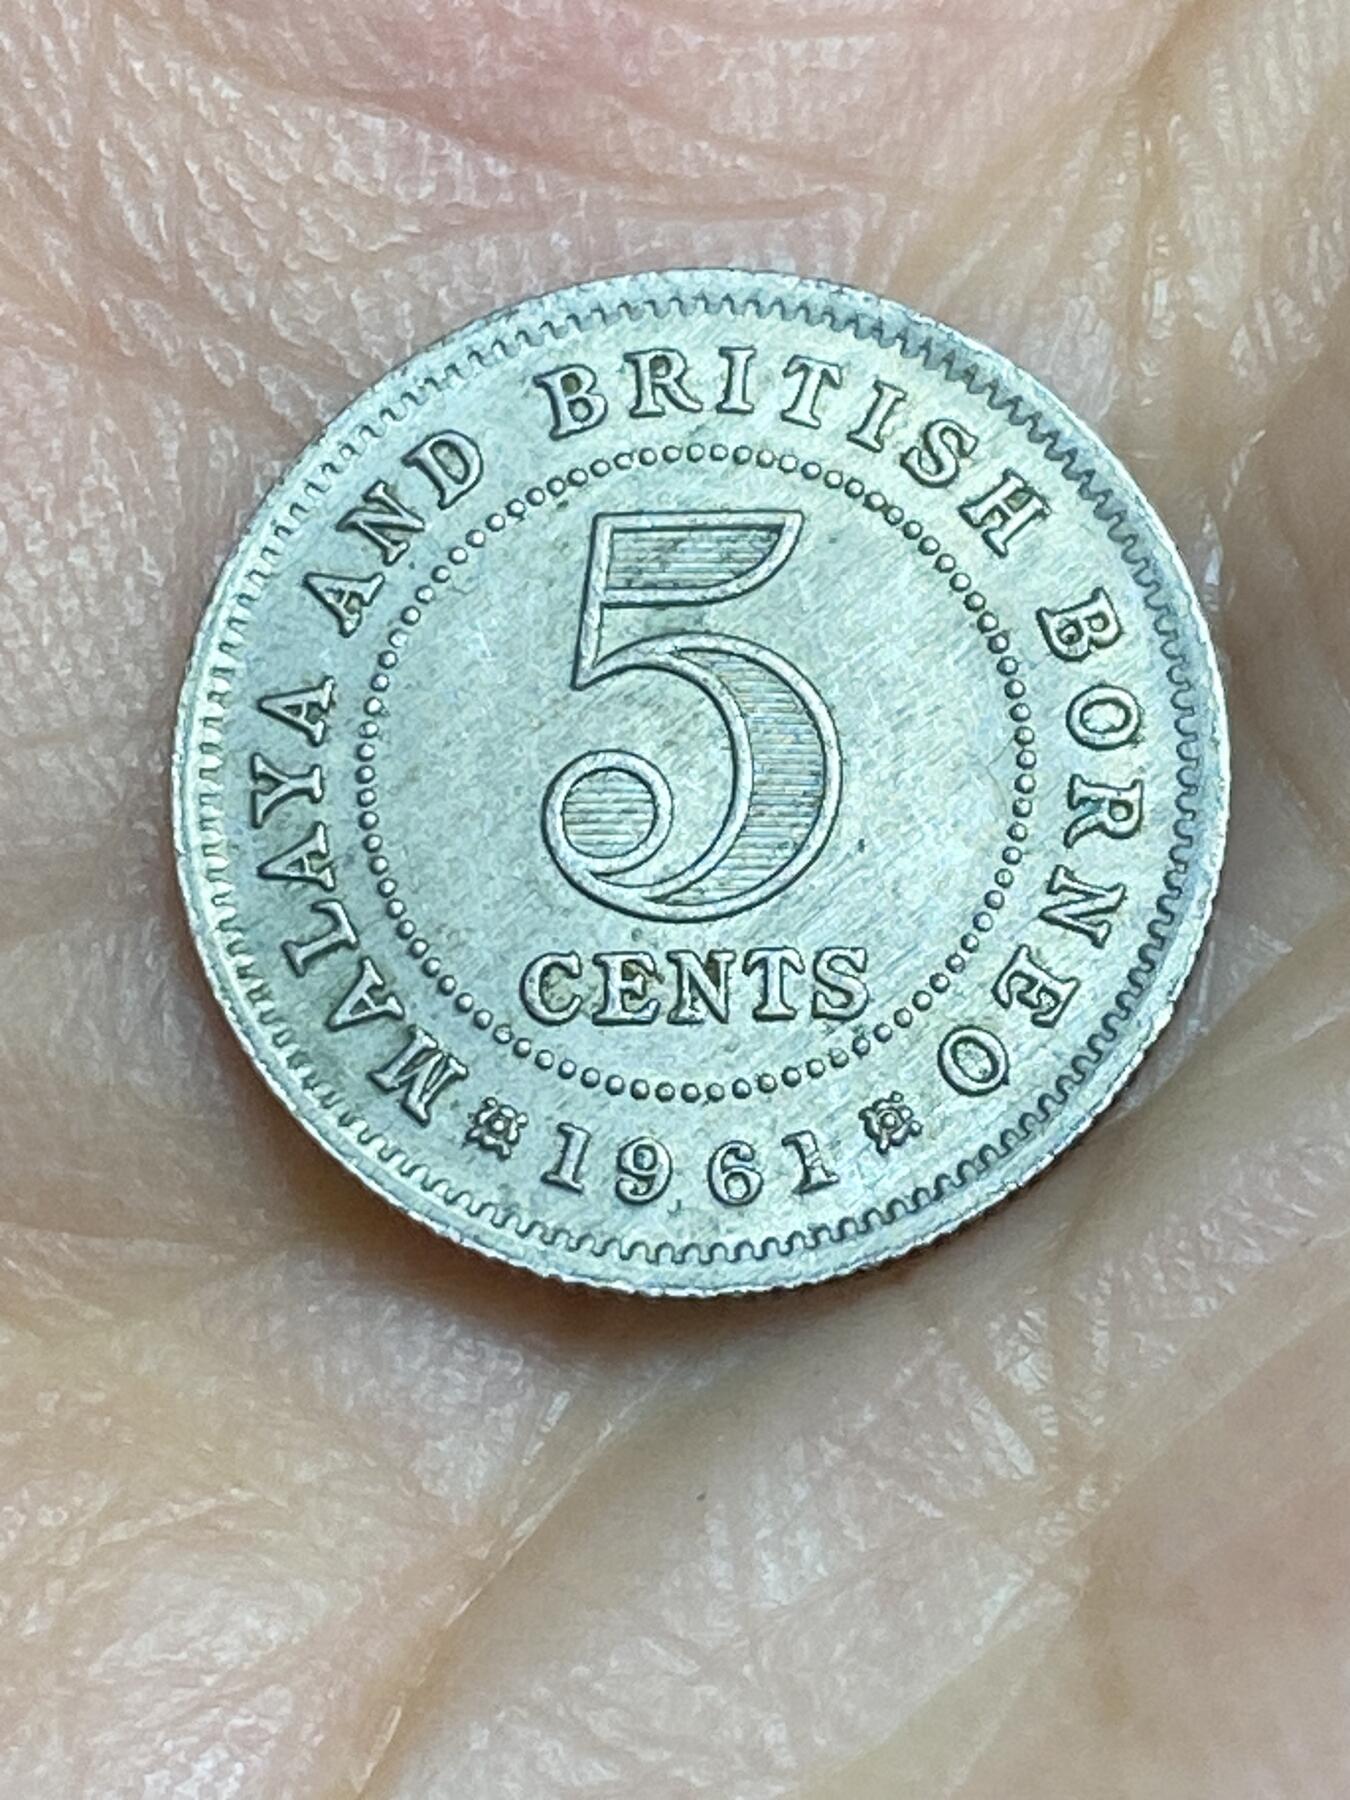 MALAYA AND BRITISH BORNEO
5
CENTS
1961